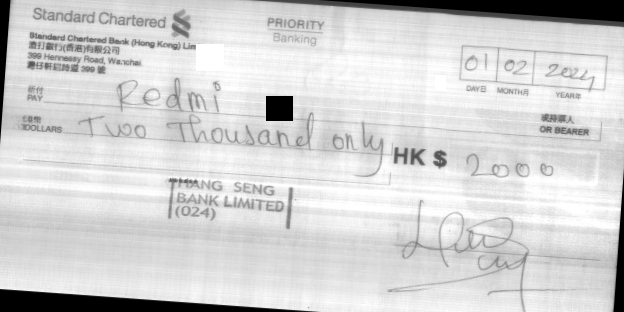 Standard Chartered
PRIORITY
Banking
Standard Chartered Bank (Hong Kong) Lim
渣打銀行(香港)有限公司
399 Hennessy Road, Wanchai
灣仔軒尼詩道 399 號
01 02 2024
DAY日 MONTH月 YEAR年
祈付
PAY
Redmi
或持票人
OR BEARER
港幣
DOLLARS
Two Thousand only
HK $ 2000
HANG SENG
BANK LIMITED
(024)